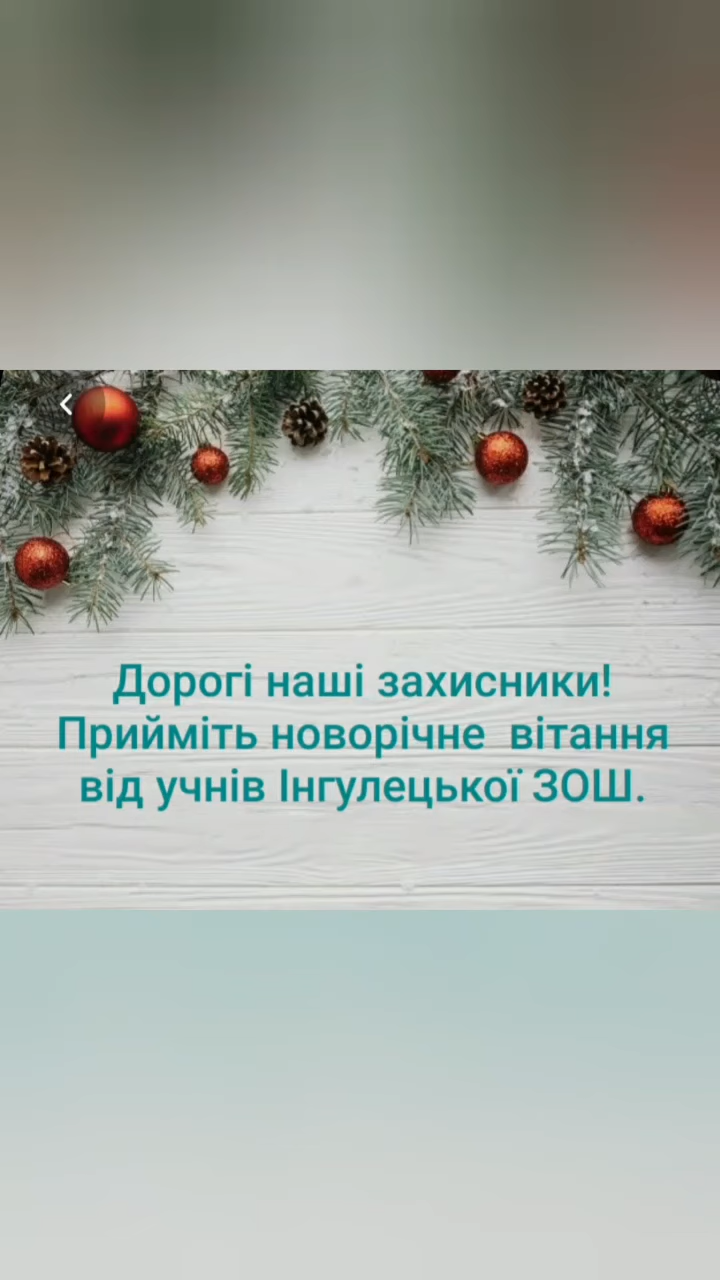 Дорогі наші захисники!
Прийміть новорічне вітання
від учнів Інгулецької ЗОШ.